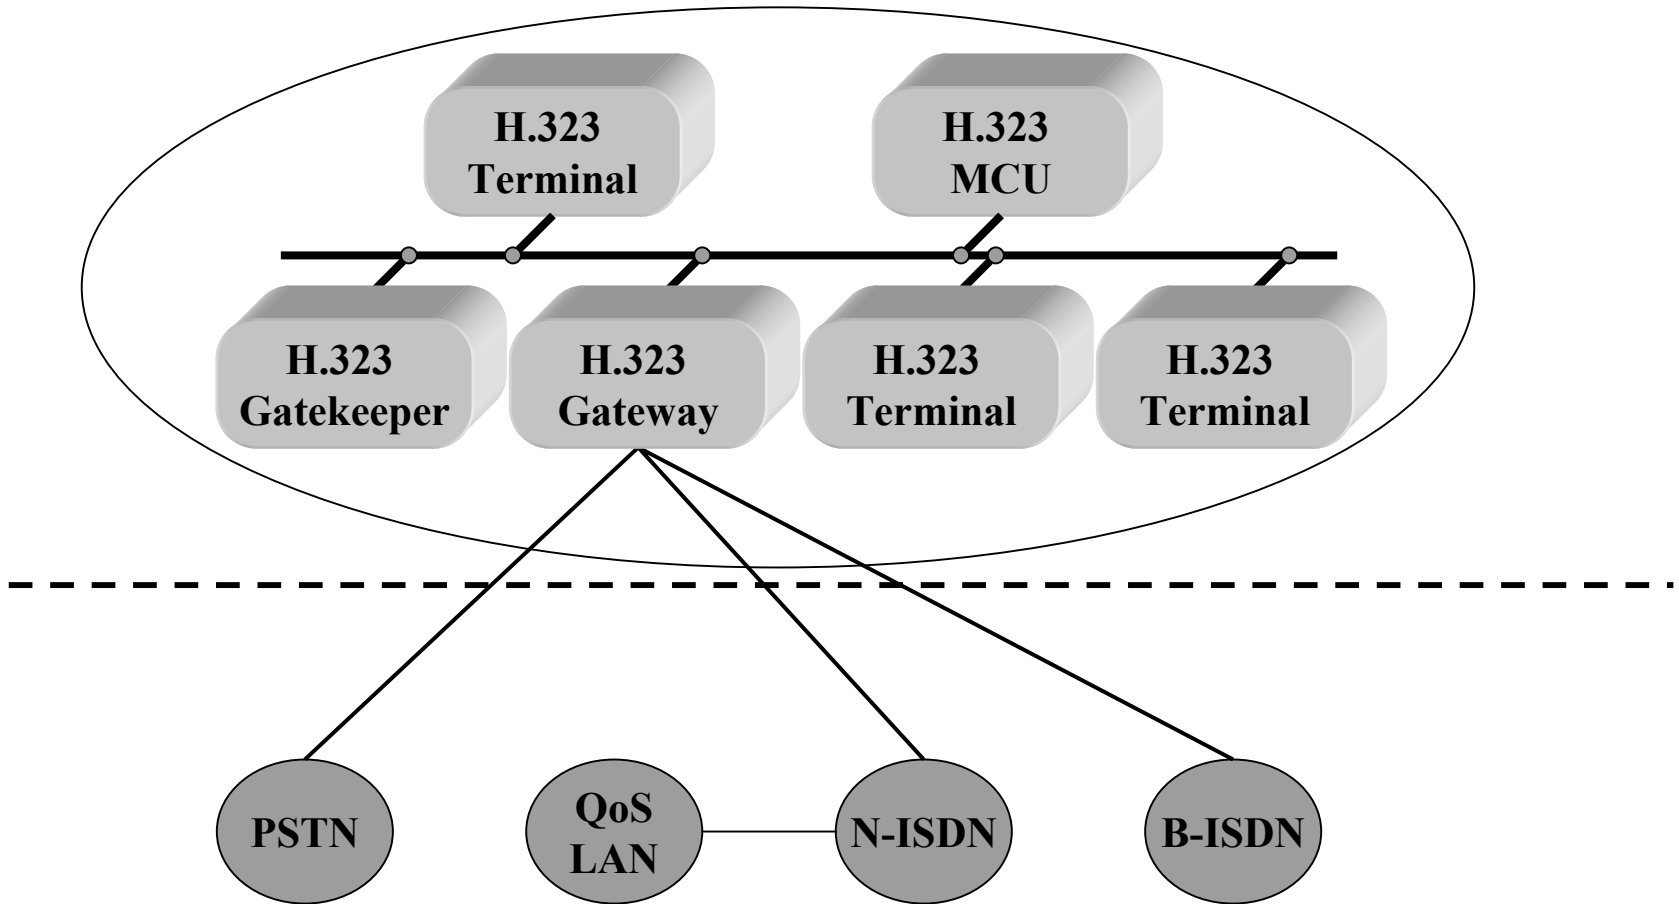 H.323
Terminal
H.323
MCU
H.323
Gatekeeper
H.323
Gateway
H.323
Terminal
H.323
Terminal
PSTN
QoS
LAN
N-ISDN
B-ISDN